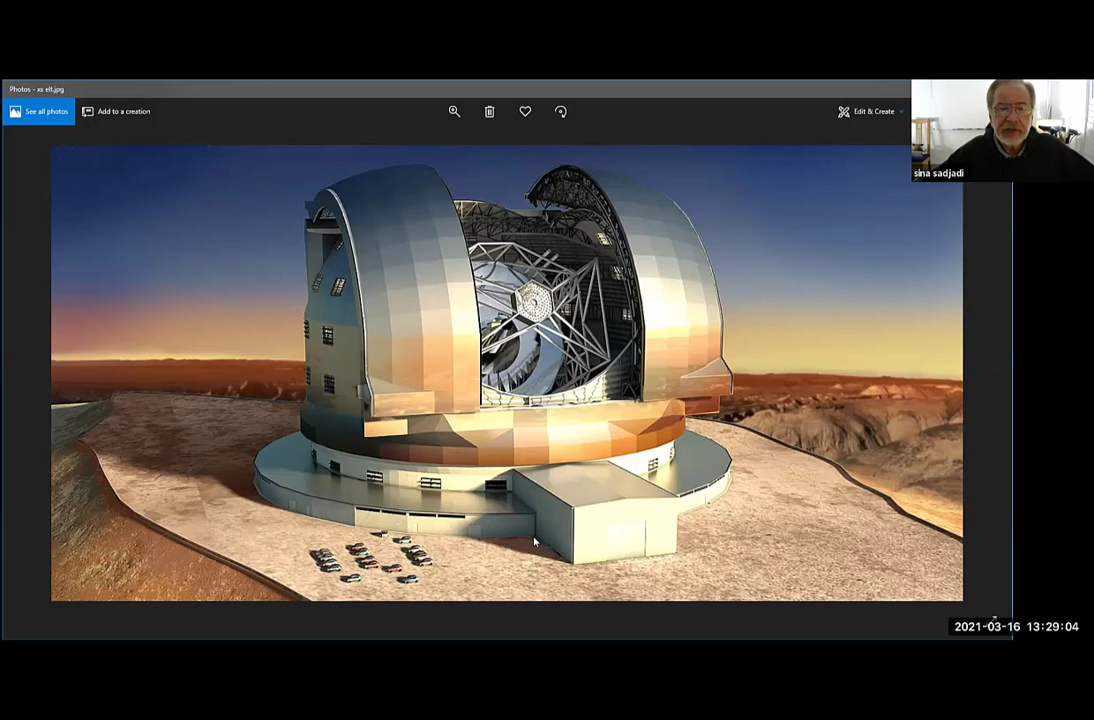 Photos - xx elt.jpg
See all photos
Add to a creation
Edit & Create
sina sadjadi
2021-03-16 13:29:04